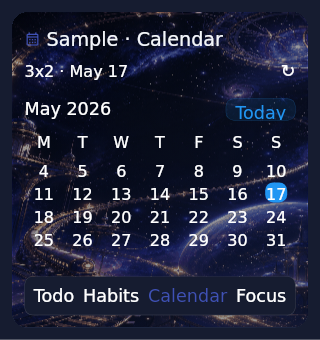 Sample · Calendar
3x2 · May 17 ↻
May 2026 Today
M T W T F S S
4 5 6 7 8 9 10
11 12 13 14 15 16 17
18 19 20 21 22 23 24
25 26 27 28 29 30 31
Todo Habits Calendar Focus